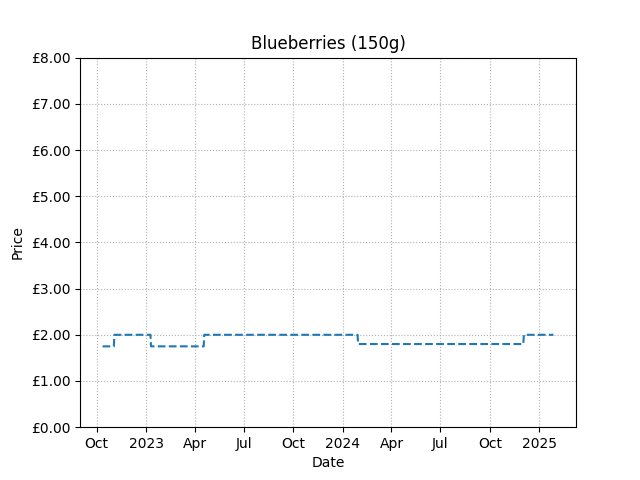 Blueberries (150g)
£8.00
£7.00
£6.00
£5.00
£4.00
£3.00
£2.00
£1.00
£0.00
Price
Oct 2023 Apr Jul Oct 2024 Apr Jul Oct 2025
Date